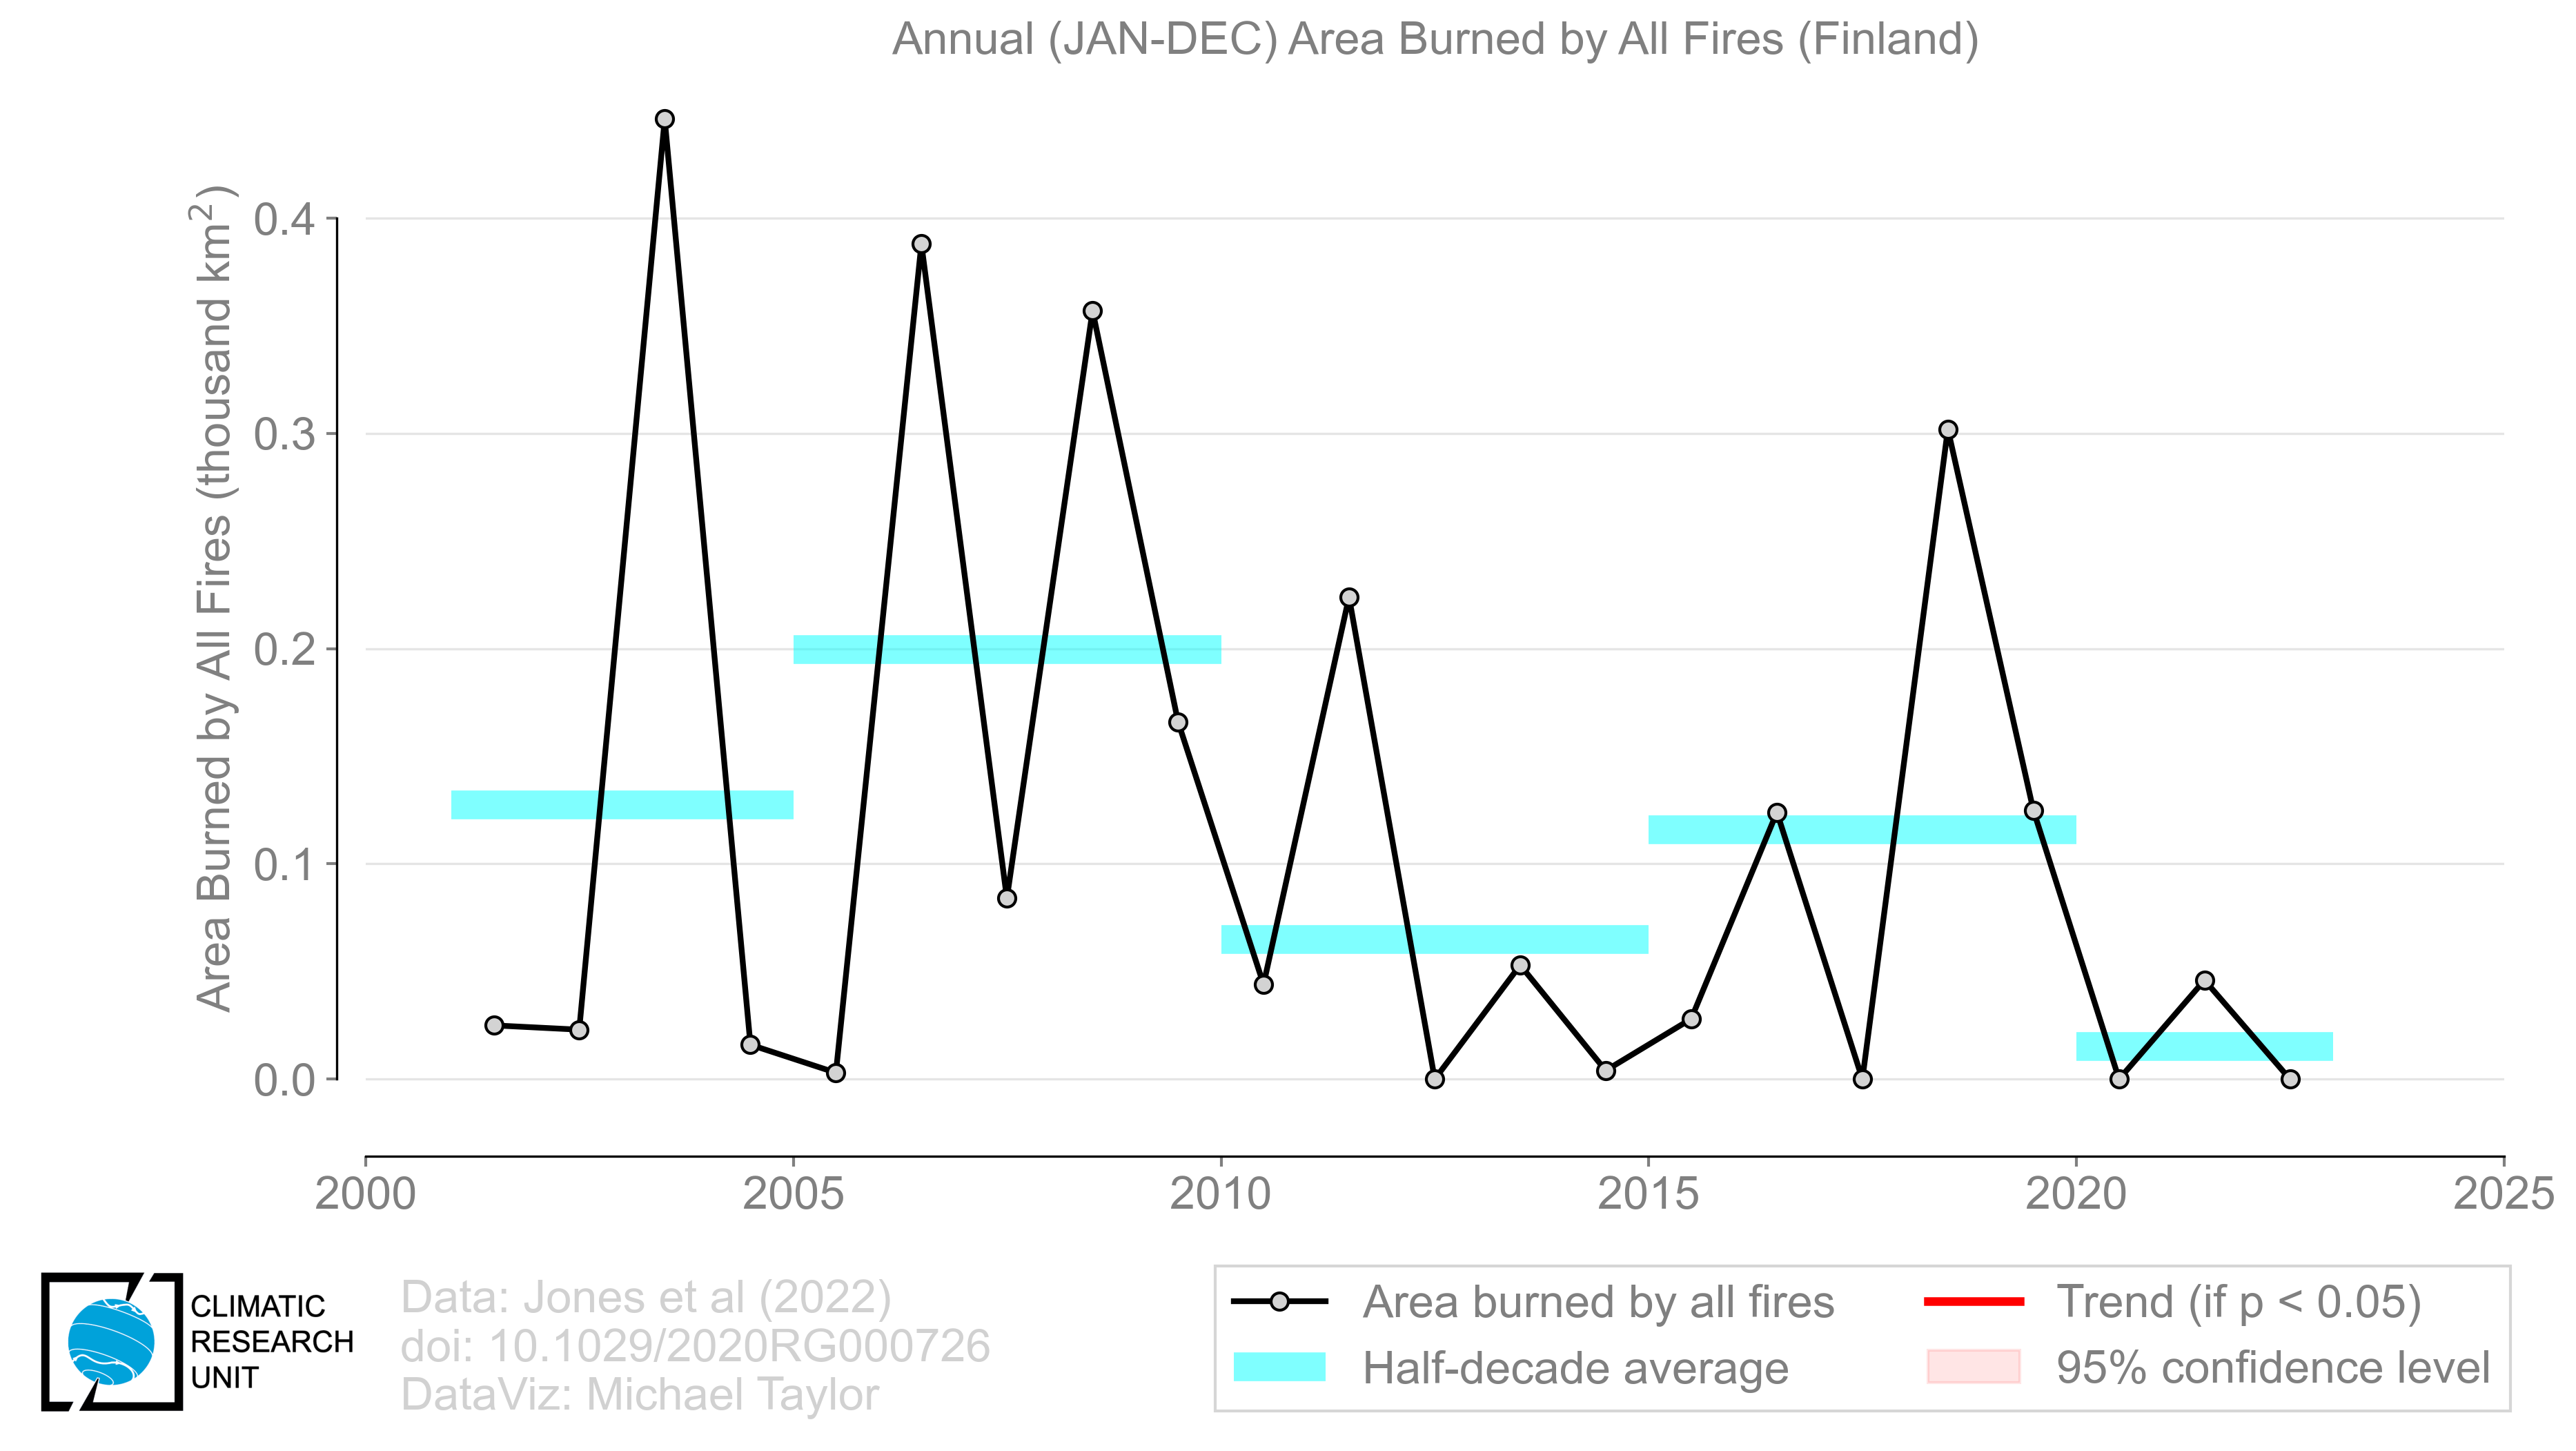 Annual (JAN-DEC) Area Burned by All Fires (Finland)
Area Burned by All Fires (thousand km²)
0.4
0.3
0.2
0.1
0.0
2000 2005 2010 2015 2020 2025
CLIMATIC
RESEARCH
UNIT
Data: Jones et al (2022)
doi: 10.1029/2020RG000726
DataViz: Michael Taylor
Area burned by all fires
Half-decade average
Trend (if p < 0.05)
95% confidence level